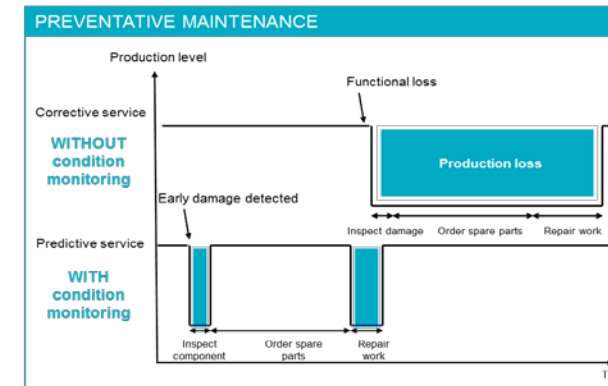 PREVENTATIVE MAINTENANCE
Production level
Functional loss
Corrective service
WITHOUT
condition
monitoring
Production loss
Early damage detected
Inspect damage
Order spare parts
Repair work
Predictive service
WITH
condition
monitoring
Inspect
component
Order spare
parts
Repair
work